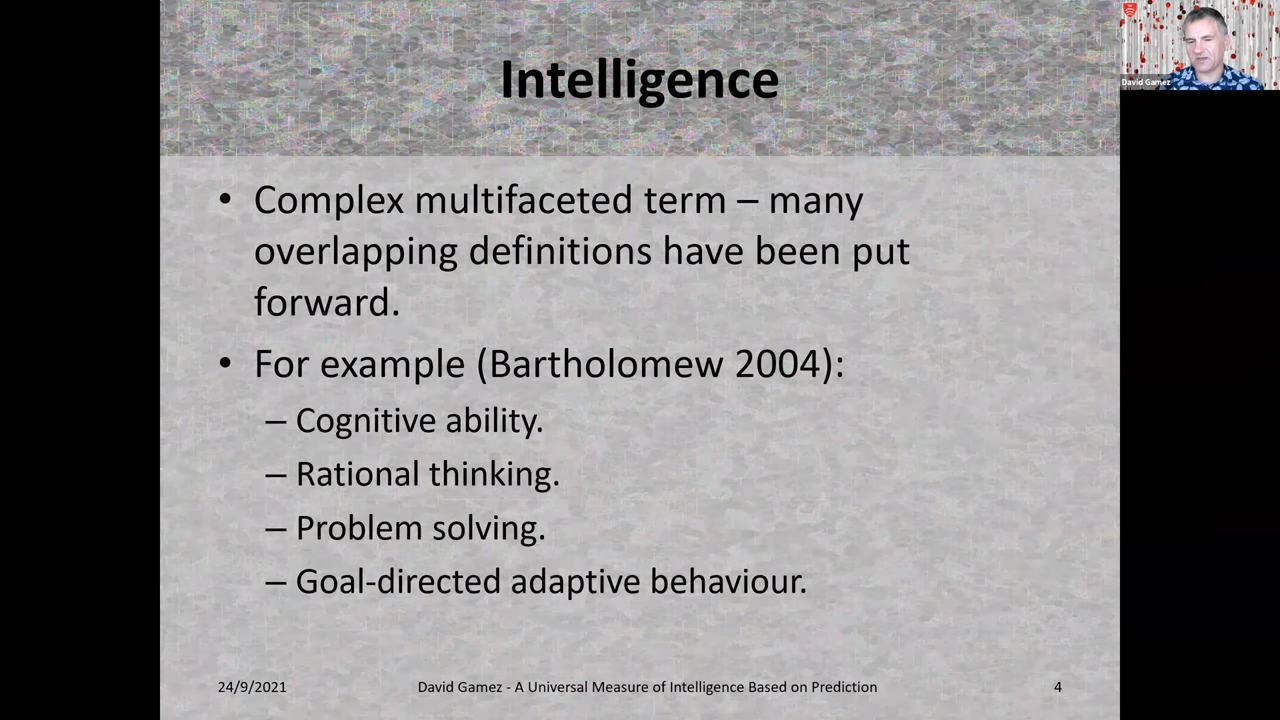 Intelligence
• Complex multifaceted term – many
overlapping definitions have been put
forward.
• For example (Bartholomew 2004):
– Cognitive ability.
– Rational thinking.
– Problem solving.
– Goal-directed adaptive behaviour.
24/9/2021
David Gamez - A Universal Measure of Intelligence Based on Prediction
4
David Gamez